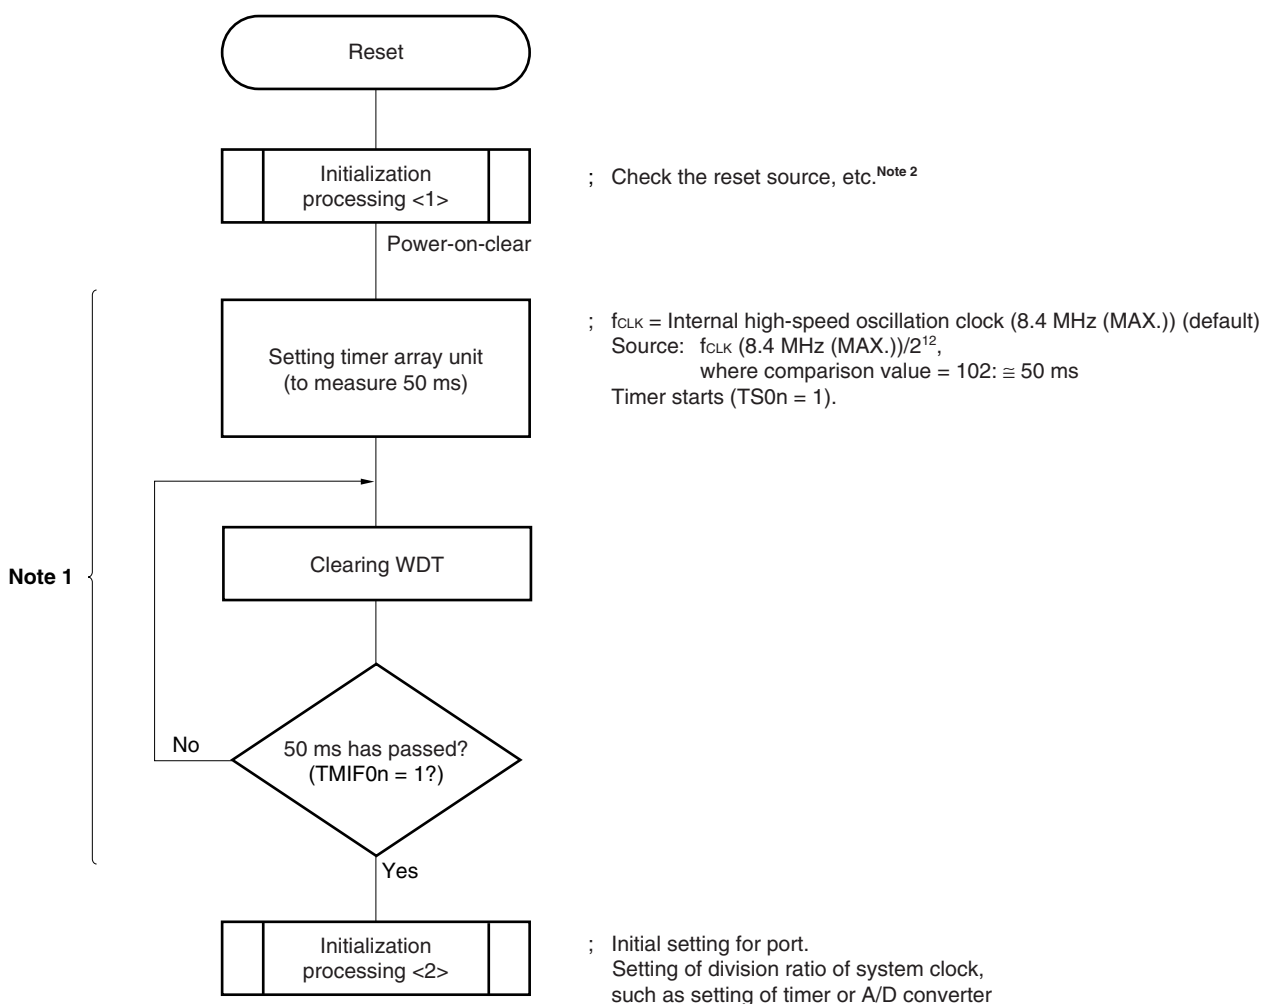 Reset
Initialization
processing <1>
; Check the reset source, etc.Note 2
Power-on-clear
Setting timer array unit
(to measure 50 ms)
; fCLK = Internal high-speed oscillation clock (8.4 MHz (MAX.)) (default)
Source: fCLK (8.4 MHz (MAX.))/2¹²,
where comparison value = 102: ≅ 50 ms
Timer starts (TS0n = 1).
Clearing WDT
Note 1
No
50 ms has passed?
(TMIF0n = 1?)
Yes
Initialization
processing <2>
; Initial setting for port.
Setting of division ratio of system clock,
such as setting of timer or A/D converter